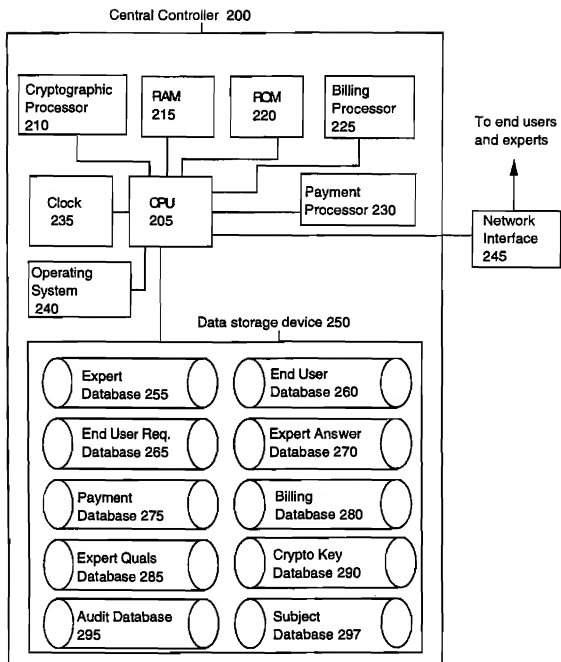 Central Controller 200
Cryptographic
Processor
210
RAM
215
ROM
220
Billing
Processor
225
To end users
and experts
Clock
235
CPU
205
Payment
Processor 230
Network
Interface
245
Operating
System
240
Data storage device 250
Expert
Database 255
End User
Database 260
End User Req.
Database 265
Expert Answer
Database 270
Payment
Database 275
Billing
Database 280
Expert Quals
Database 285
Crypto Key
Database 290
Audit Database
295
Subject
Database 297